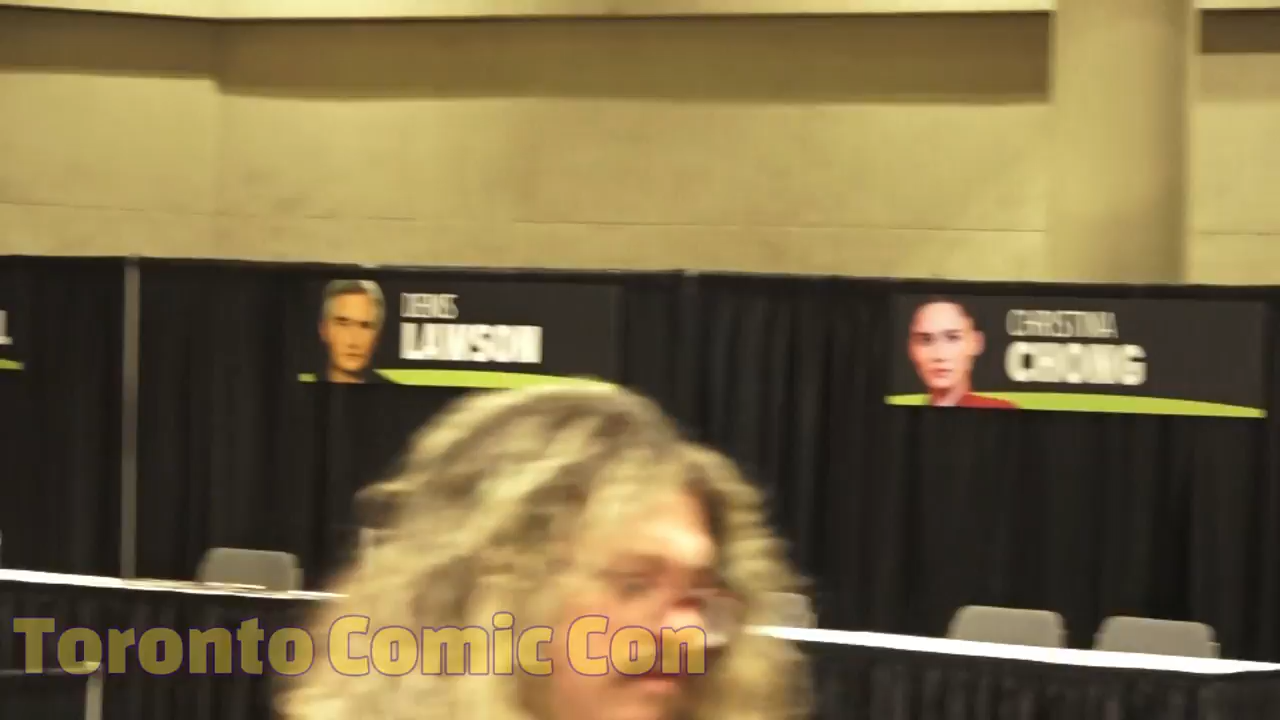 DENIS
LAWSON
CHRISTINA
CHONG
Toronto Comic Con